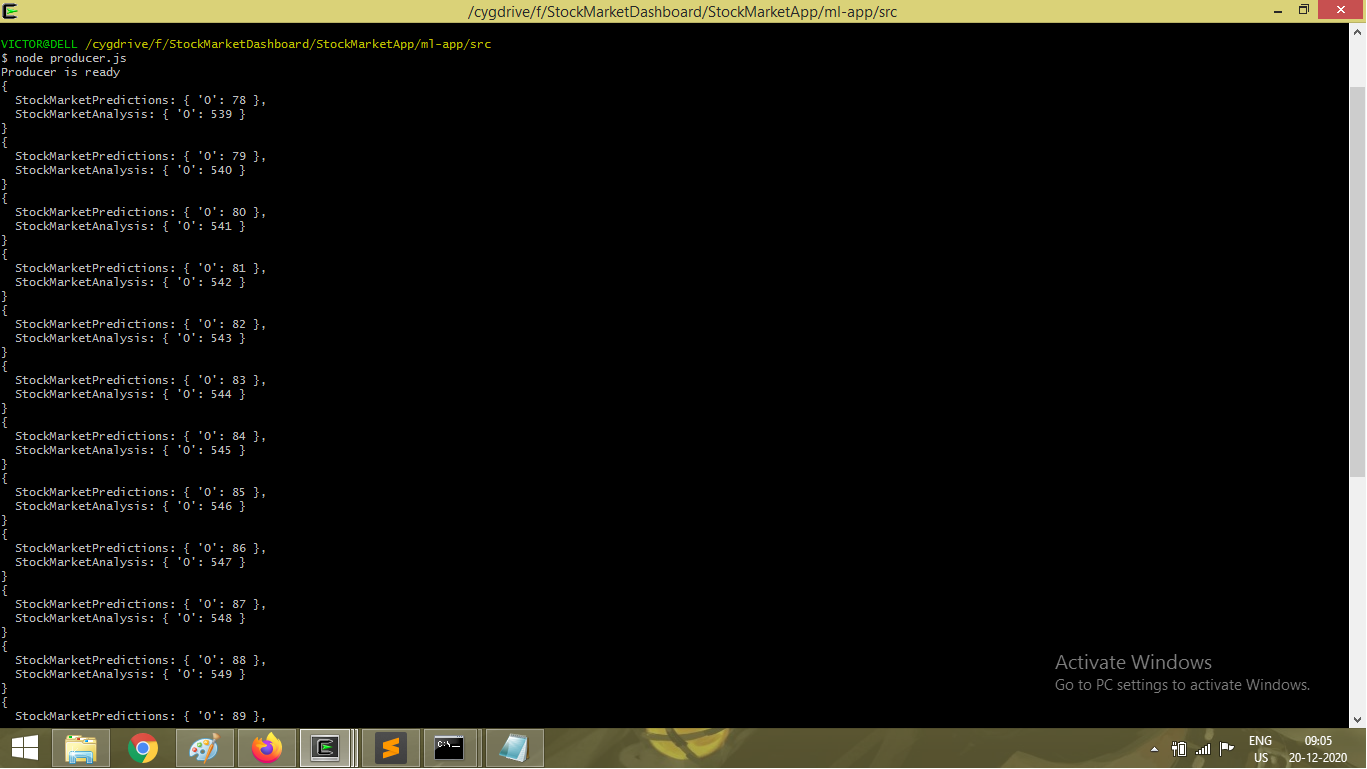 /cygdrive/f/StockMarketDashboard/StockMarketApp/ml-app/src
VICTOR@DELL /cygdrive/f/StockMarketDashboard/StockMarketApp/ml-app/src
$ node producer.js
Producer is ready
{
  StockMarketPredictions: { '0': 78 },
  StockMarketAnalysis: { '0': 539 }
}
{
  StockMarketPredictions: { '0': 79 },
  StockMarketAnalysis: { '0': 540 }
}
{
  StockMarketPredictions: { '0': 80 },
  StockMarketAnalysis: { '0': 541 }
}
{
  StockMarketPredictions: { '0': 81 },
  StockMarketAnalysis: { '0': 542 }
}
{
  StockMarketPredictions: { '0': 82 },
  StockMarketAnalysis: { '0': 543 }
}
{
  StockMarketPredictions: { '0': 83 },
  StockMarketAnalysis: { '0': 544 }
}
{
  StockMarketPredictions: { '0': 84 },
  StockMarketAnalysis: { '0': 545 }
}
{
  StockMarketPredictions: { '0': 85 },
  StockMarketAnalysis: { '0': 546 }
}
{
  StockMarketPredictions: { '0': 86 },
  StockMarketAnalysis: { '0': 547 }
}
{
  StockMarketPredictions: { '0': 87 },
  StockMarketAnalysis: { '0': 548 }
}
{
  StockMarketPredictions: { '0': 88 },
  StockMarketAnalysis: { '0': 549 }
}
{
  StockMarketPredictions: { '0': 89 },
Activate Windows
Go to PC settings to activate Windows.
C:\_
ENG
US
09:05
20-12-2020